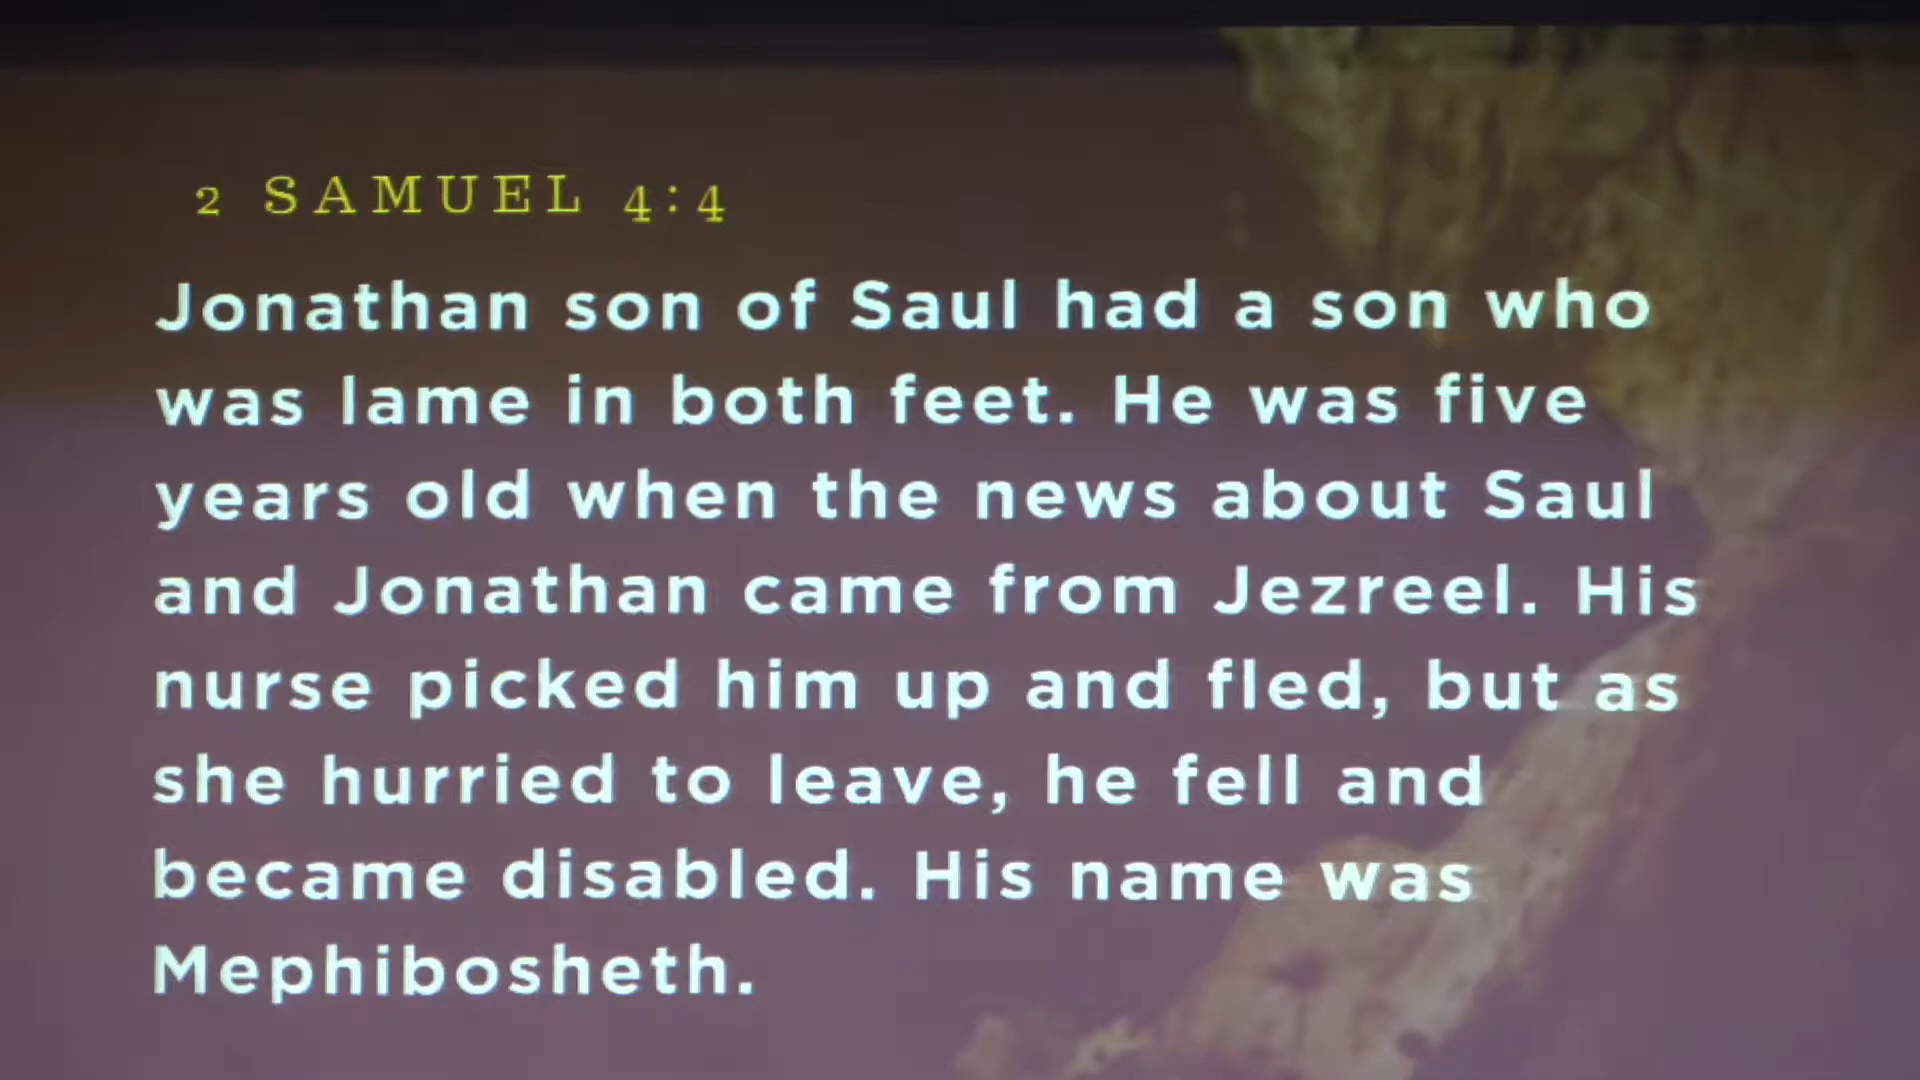 2 SAMUEL 4:4
Jonathan son of Saul had a son who
was lame in both feet. He was five
years old when the news about Saul
and Jonathan came from Jezreel. His
nurse picked him up and fled, but as
she hurried to leave, he fell and
became disabled. His name was
Mephibosheth.